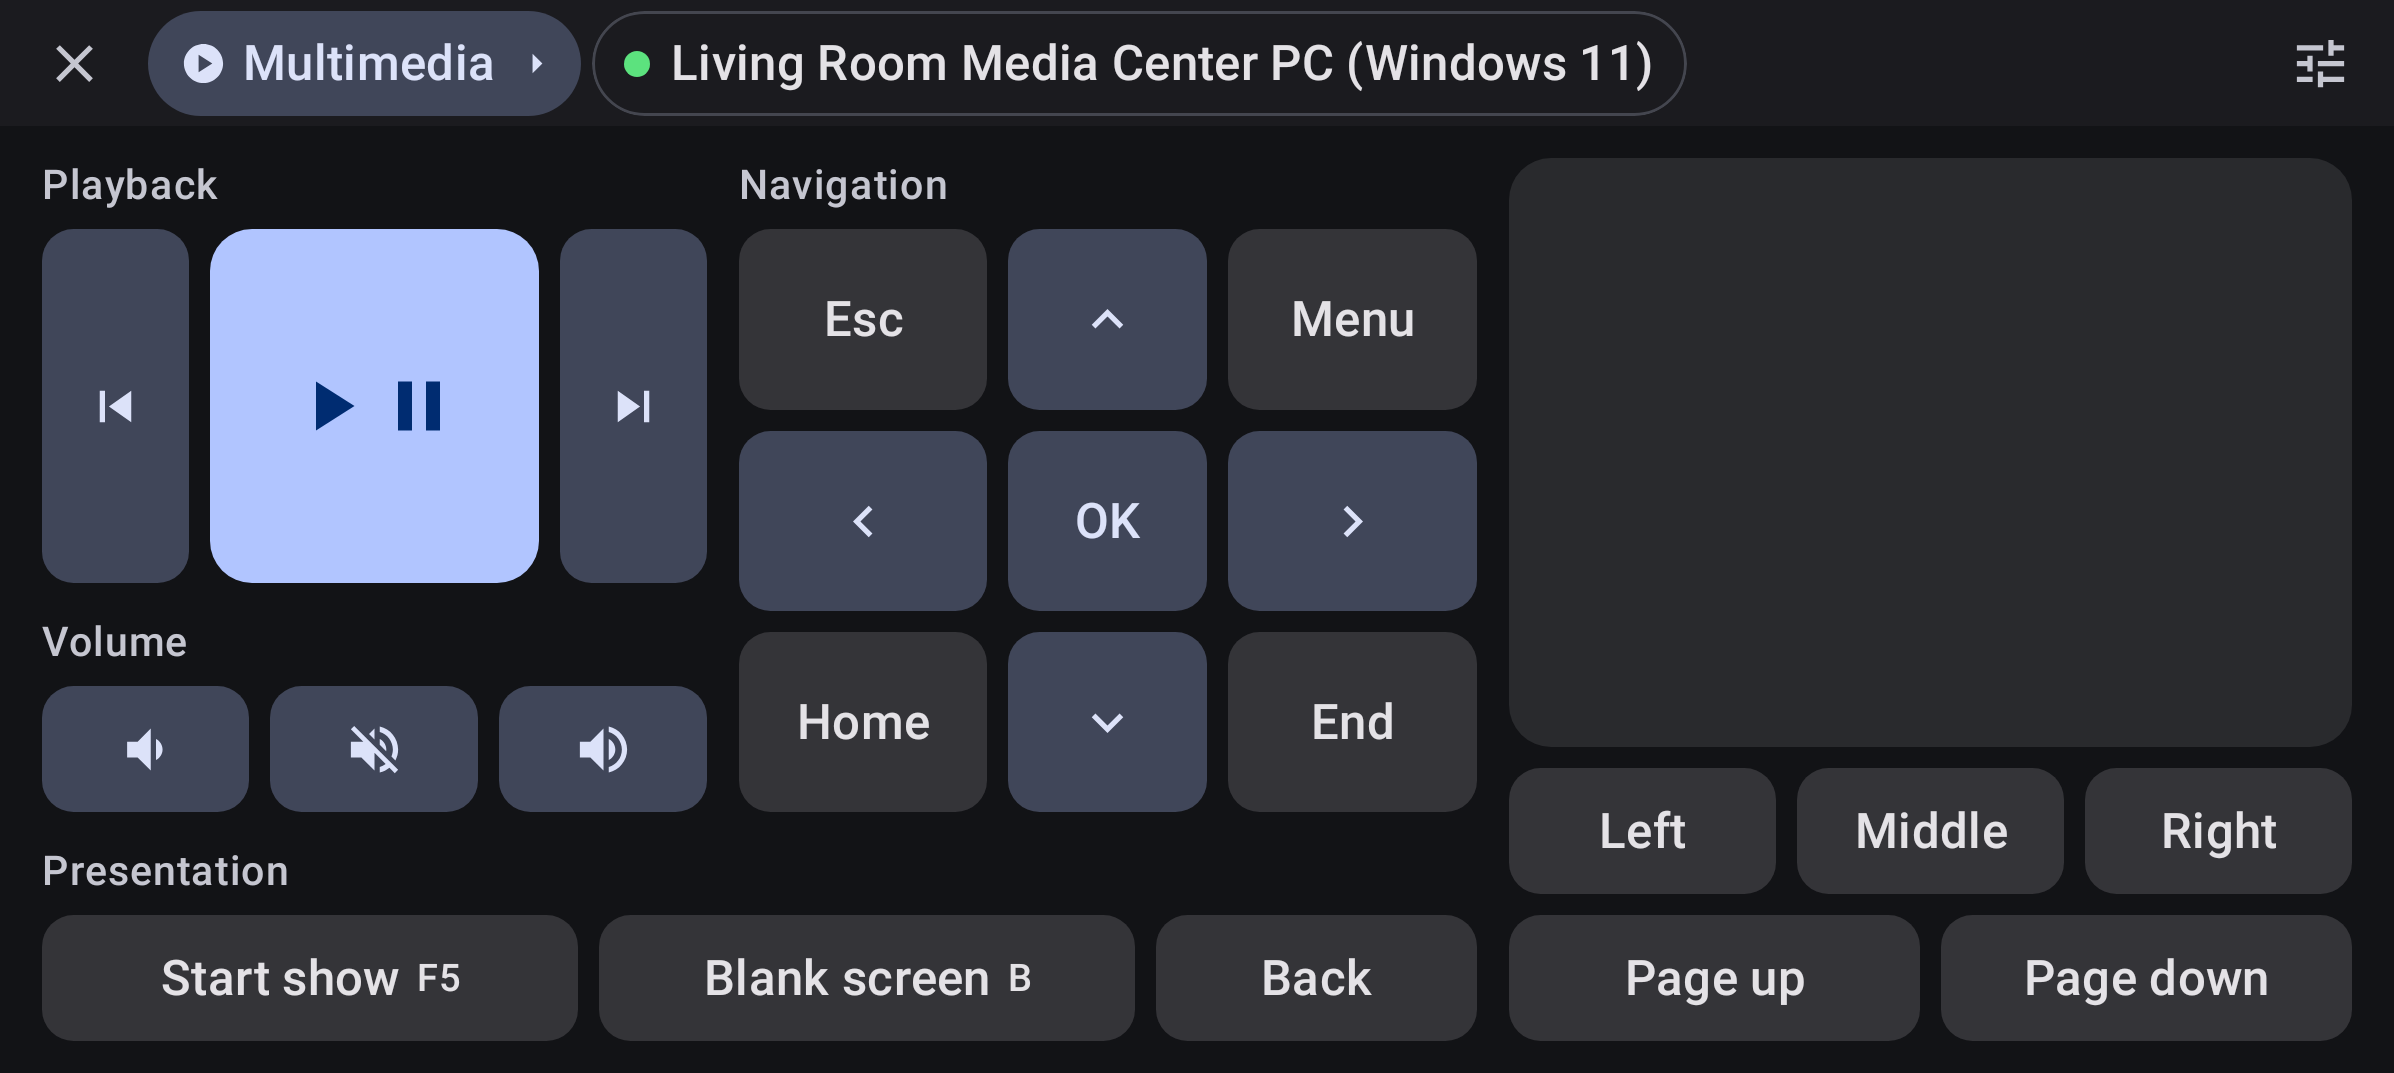 Multimedia
Living Room Media Center PC (Windows 11)
Playback
Navigation
Esc
Menu
OK
Home
End
Volume
Left
Middle
Right
Presentation
Start show F5
Blank screen B
Back
Page up
Page down